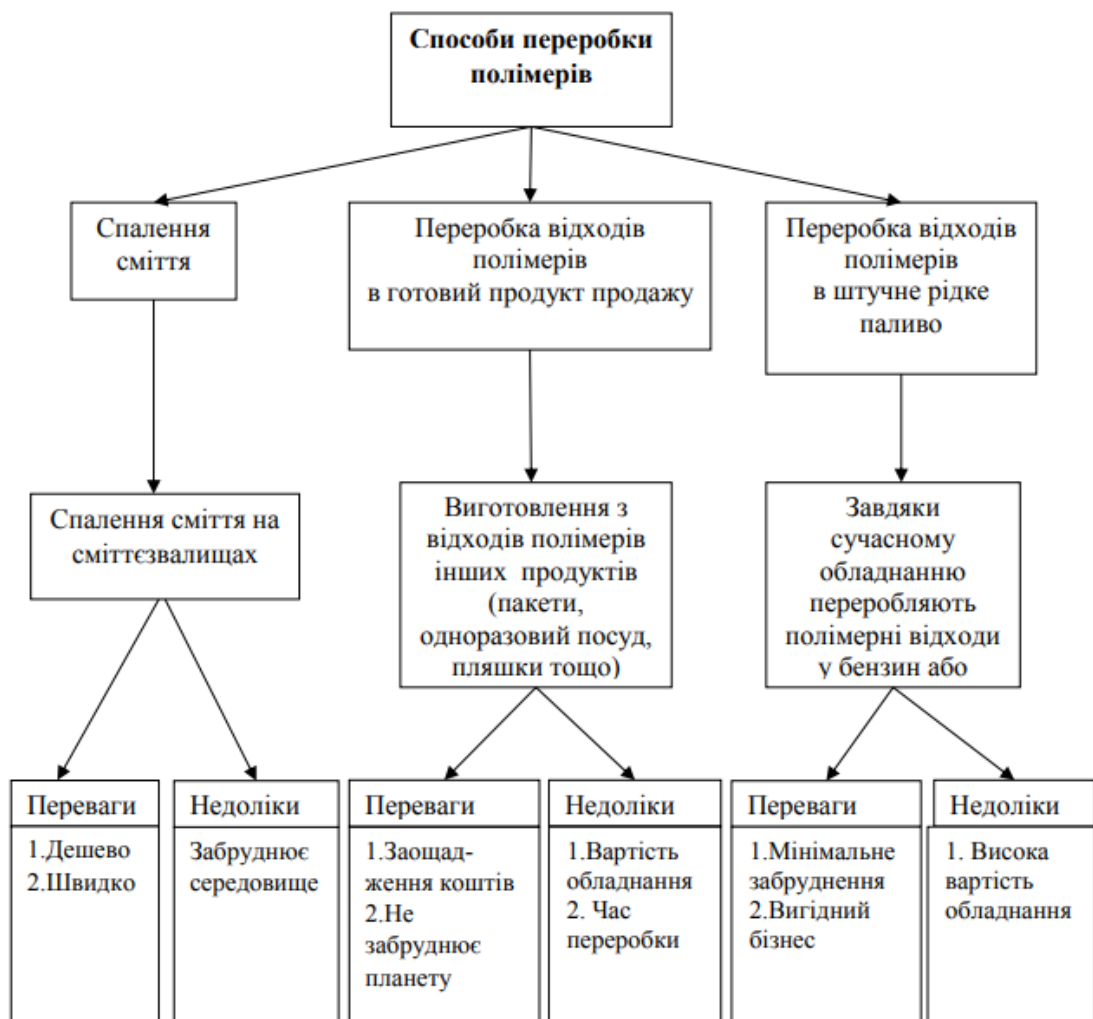 Способи переробки
полімерів
Спалення
сміття
Переробка відходів
полімерів
в готовий продукт продажу
Переробка відходів
полімерів
в штучне рідке
паливо
Спалення сміття на
сміттєзвалищах
Виготовлення з
відходів полімерів
інших продуктів
(пакети,
одноразовий посуд,
пляшки тощо)
Завдяки
сучасному
обладнанню
переробляють
полімерні відходи
у бензин або
Переваги
1.Дешево
2.Швидко
Недоліки
Забруднює
середовище
Переваги
1.Заощад-
ження коштів
2.Не
забруднює
планету
Недоліки
1.Вартість
обладнання
2. Час
переробки
Переваги
1.Мінімальне
забруднення
2.Вигідний
бізнес
Недоліки
1. Висока
вартість
обладнання